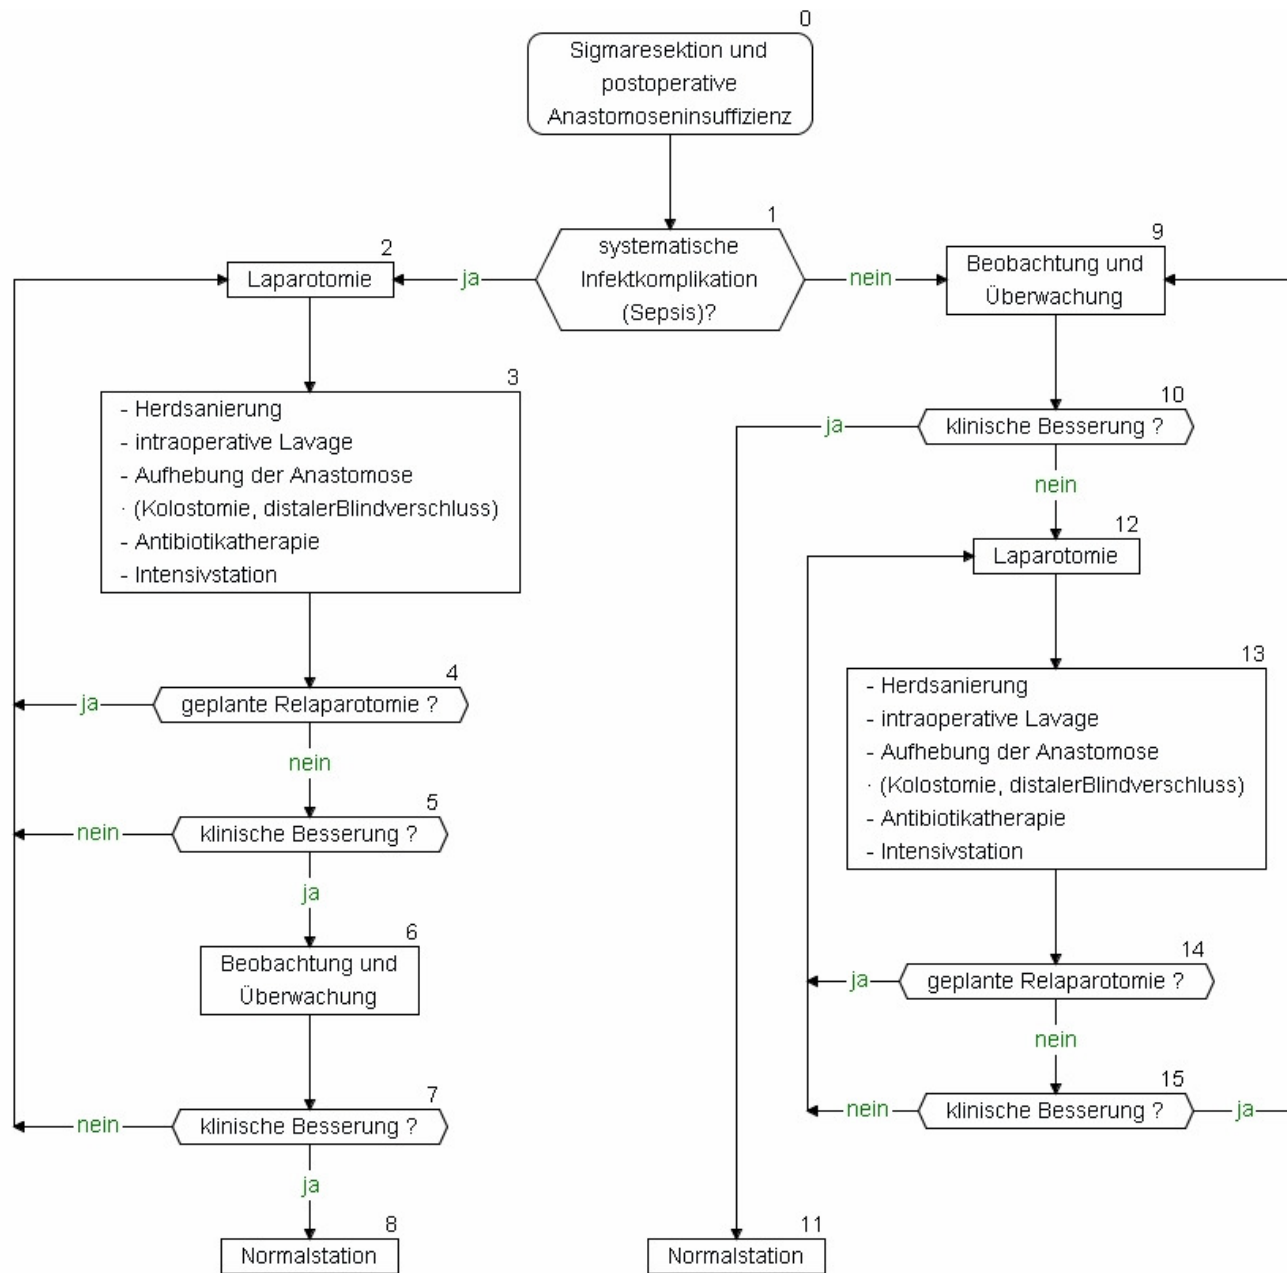 0
Sigmaresektion und
postoperative
Anastomoseninsuffizienz
1
systematische
Infektkomplikation
(Sepsis)?
ja
nein
2
Laparotomie
3
- Herdsanierung
- intraoperative Lavage
- Aufhebung der Anastomose
· (Kolostomie, distalerBlindverschluss)
- Antibiotikatherapie
- Intensivstation
4
geplante Relaparotomie ?
ja
nein
5
klinische Besserung ?
nein
ja
6
Beobachtung und
Überwachung
7
klinische Besserung ?
nein
ja
8
Normalstation
9
Beobachtung und
Überwachung
10
klinische Besserung ?
ja
nein
11
Normalstation
12
Laparotomie
13
- Herdsanierung
- intraoperative Lavage
- Aufhebung der Anastomose
· (Kolostomie, distalerBlindverschluss)
- Antibiotikatherapie
- Intensivstation
14
geplante Relaparotomie ?
ja
nein
15
klinische Besserung ?
nein
ja